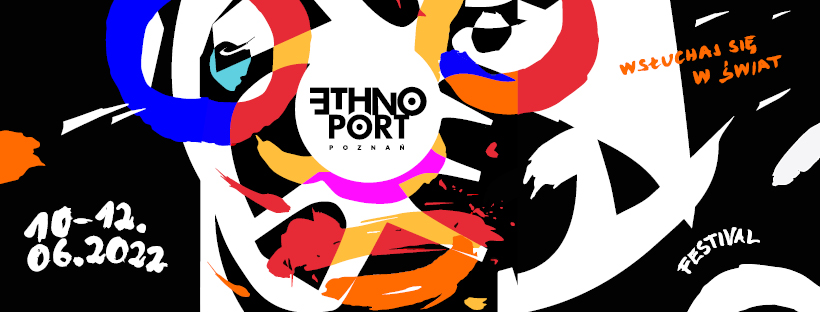 ETHNO
PORT
POZNAŃ
WSŁUCHAJ SIĘ
W ŚWIAT
10-12.
06.2022
FESTIVAL